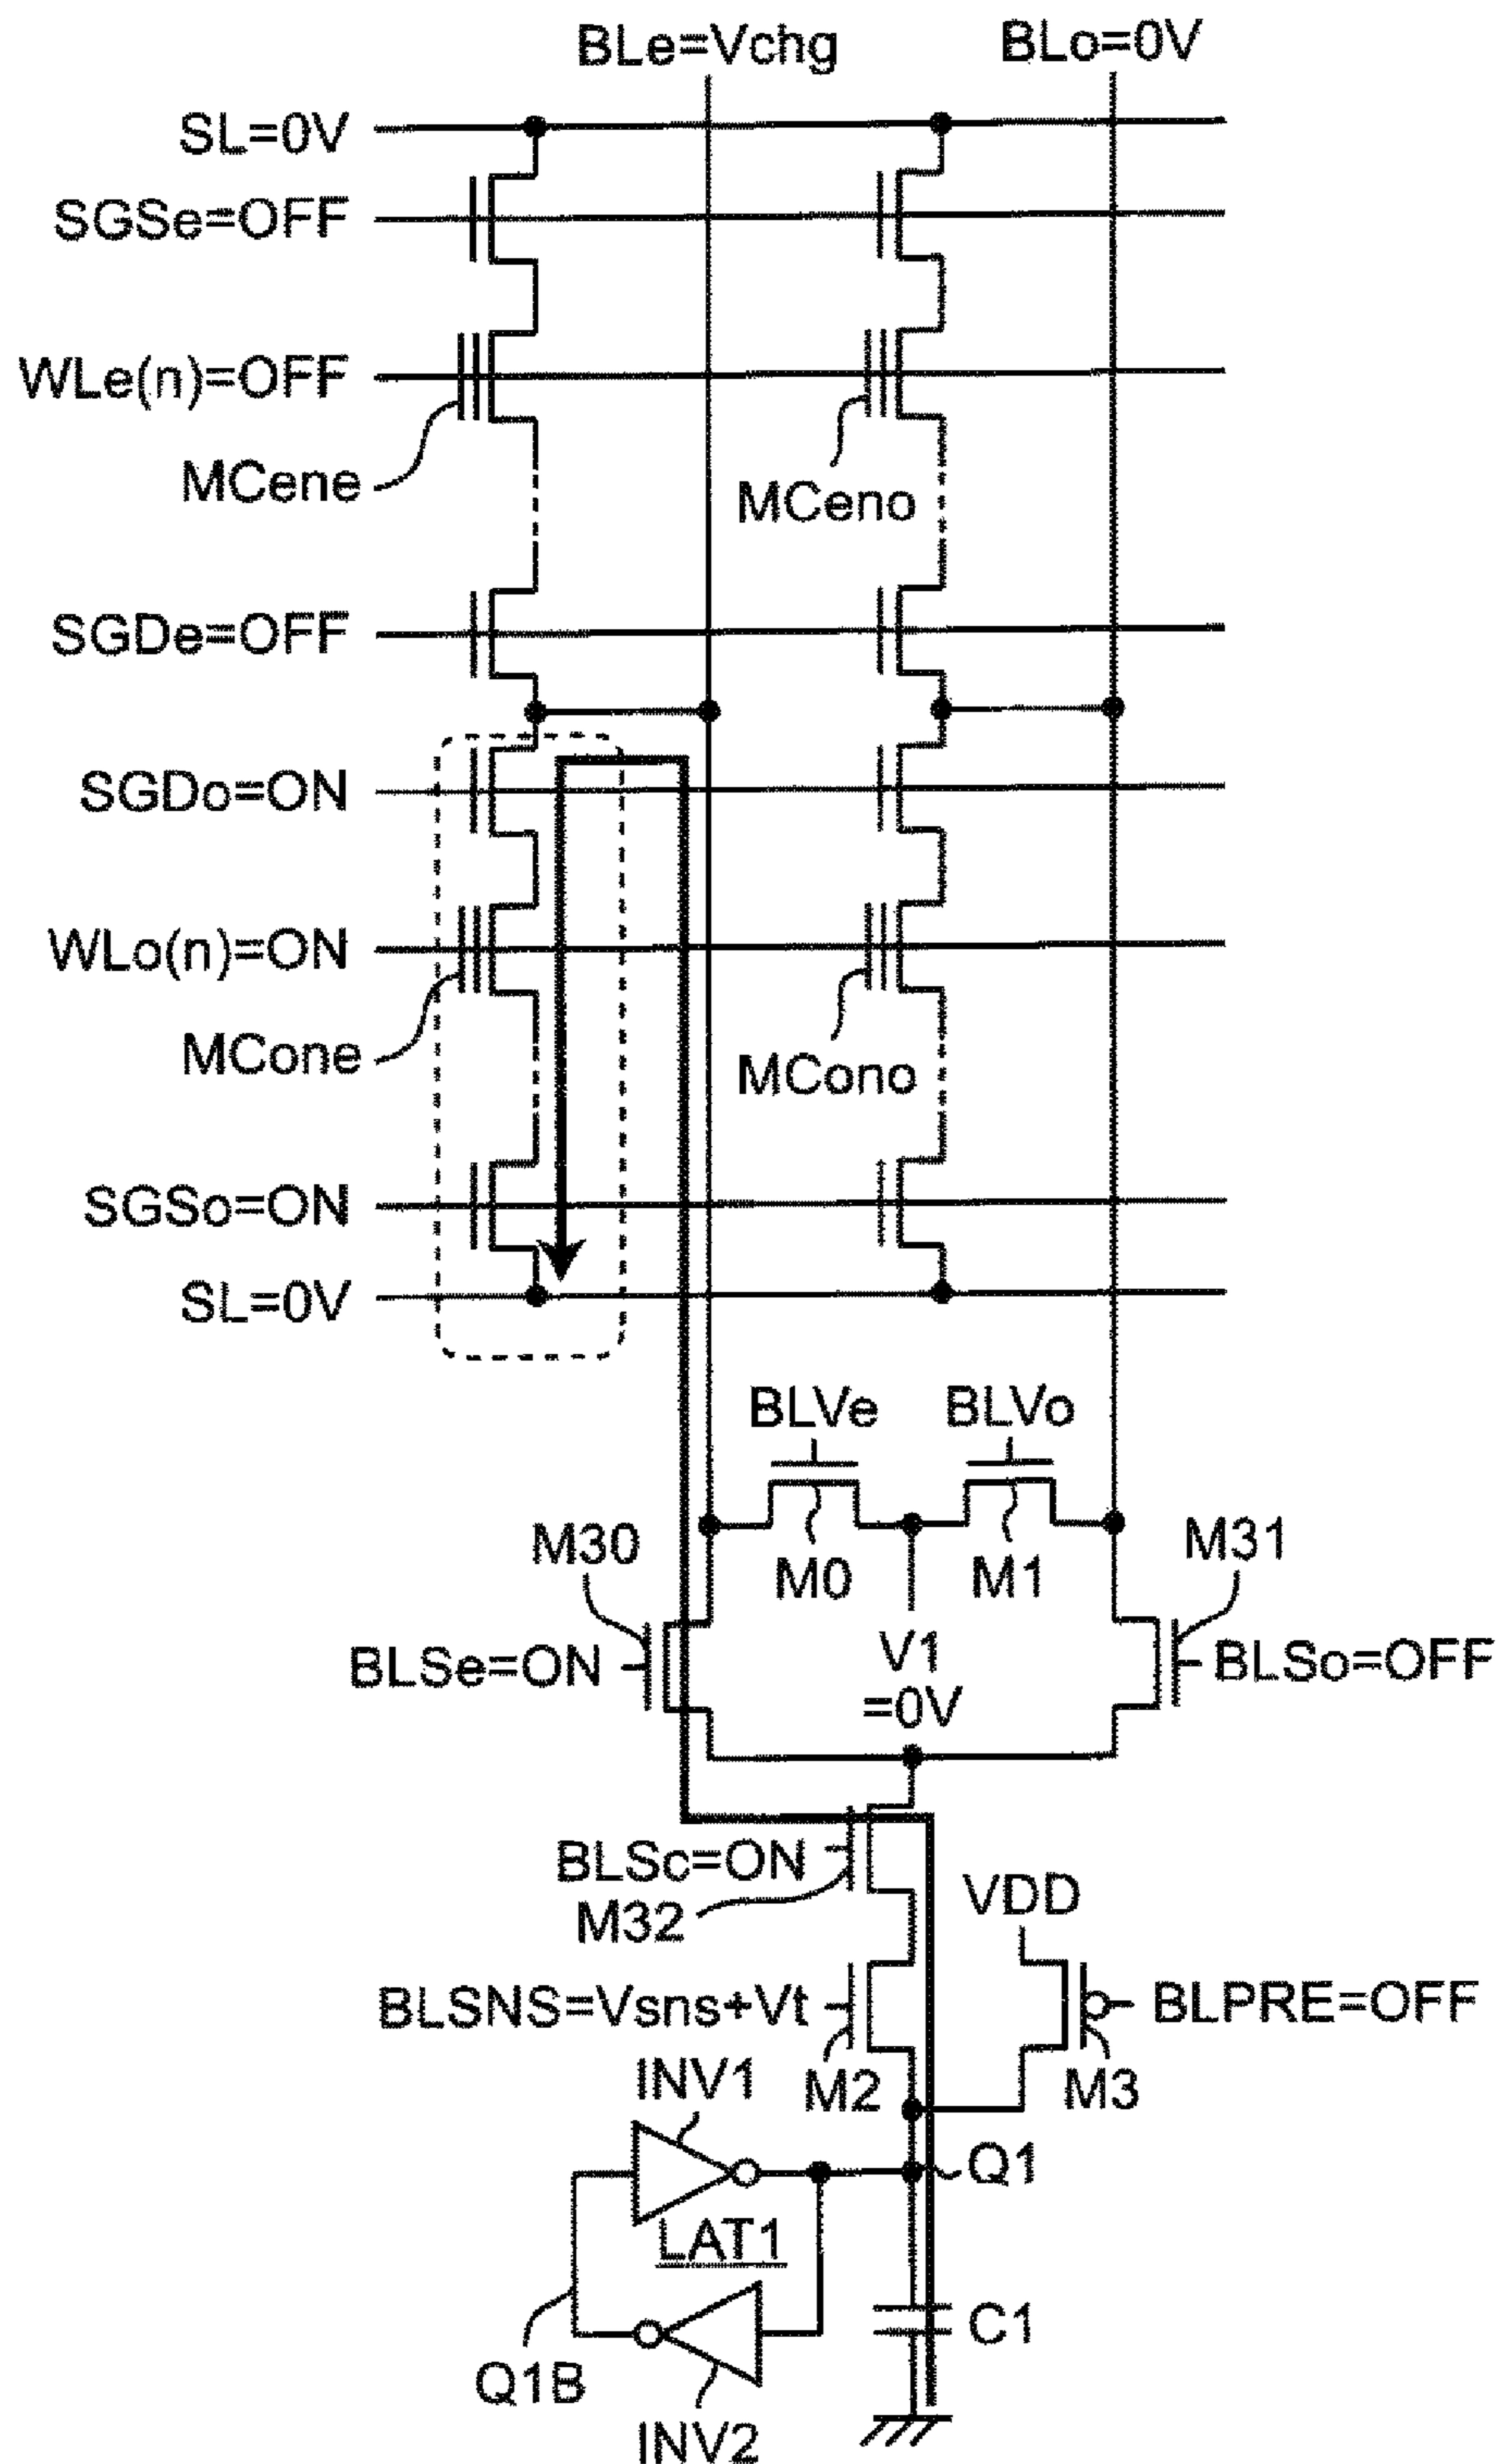 BLe=Vchg
BLo=0V
SL=0V
SGSe=OFF
WLe(n)=OFF
MCene
MCeno
SGDe=OFF
SGDo=ON
WLo(n)=ON
MCone
MCono
SGSo=ON
SL=0V
BLVe
BLVo
M30
M0
M1
M31
BLSe=ON
V1
=0V
BLSo=OFF
BLSc=ON
M32
VDD
BLSNS=Vsns+Vt
BLPRE=OFF
INV1
M2
M3
Q1
LAT1
C1
Q1B
INV2